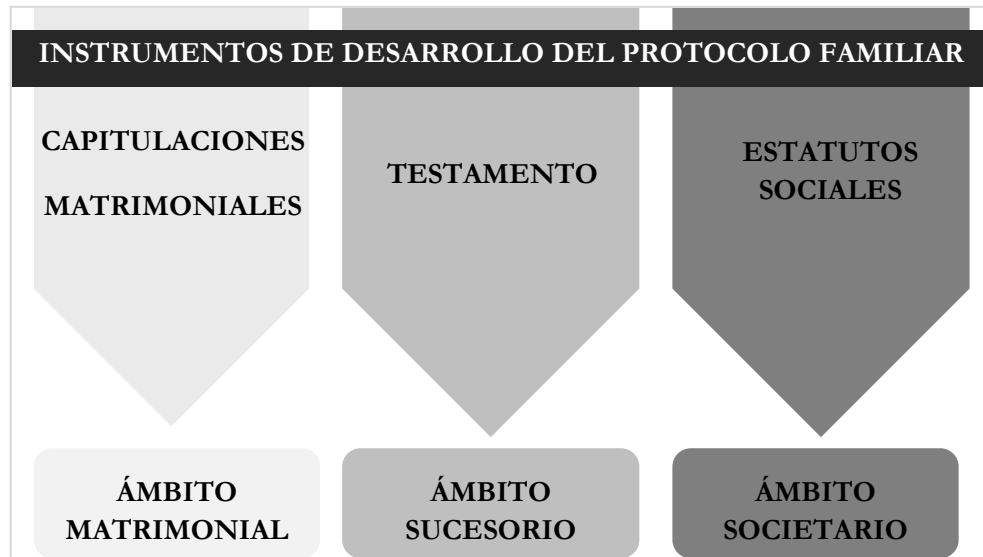 INSTRUMENTOS DE DESARROLLO DEL PROTOCOLO FAMILIAR
CAPITULACIONES
MATRIMONIALES
TESTAMENTO
ESTATUTOS
SOCIALES
ÁMBITO
MATRIMONIAL
ÁMBITO
SUCESORIO
ÁMBITO
SOCIETARIO